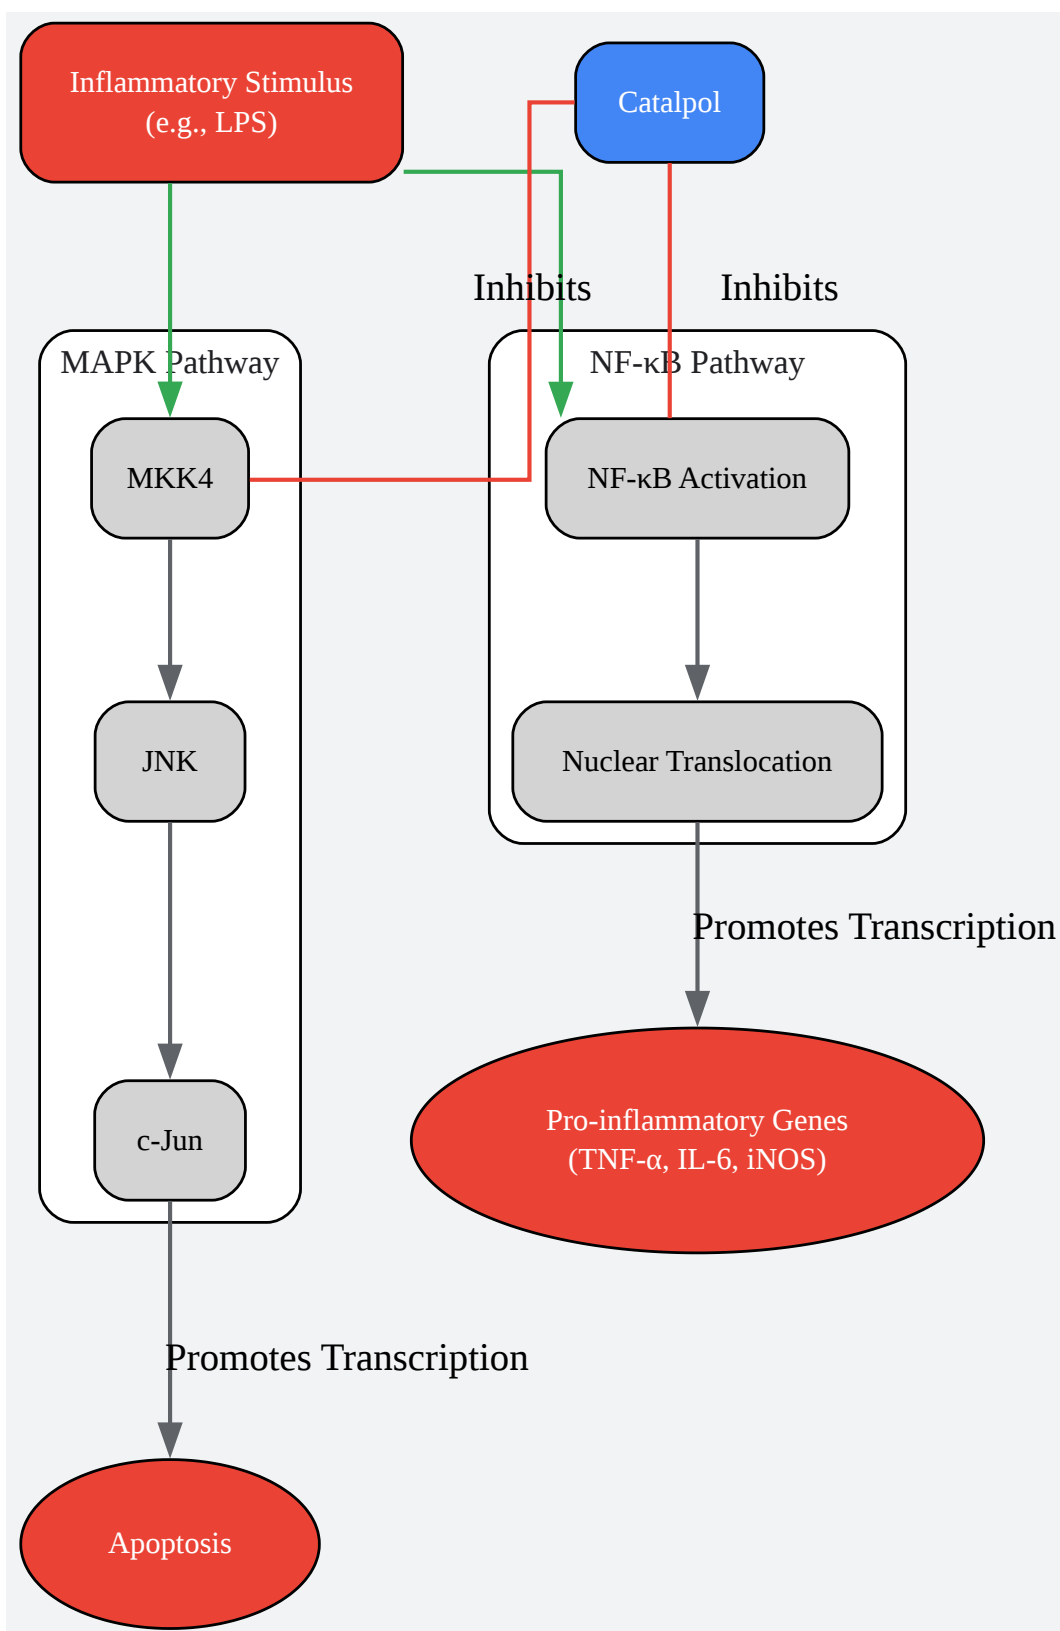 Inflammatory Stimulus
(e.g., LPS)
Catalpol
Inhibits
Inhibits
MAPK Pathway
NF-κB Pathway
MKK4
NF-κB Activation
JNK
Nuclear Translocation
Promotes Transcription
c-Jun
Pro-inflammatory Genes
(TNF-α, IL-6, iNOS)
Promotes Transcription
Apoptosis